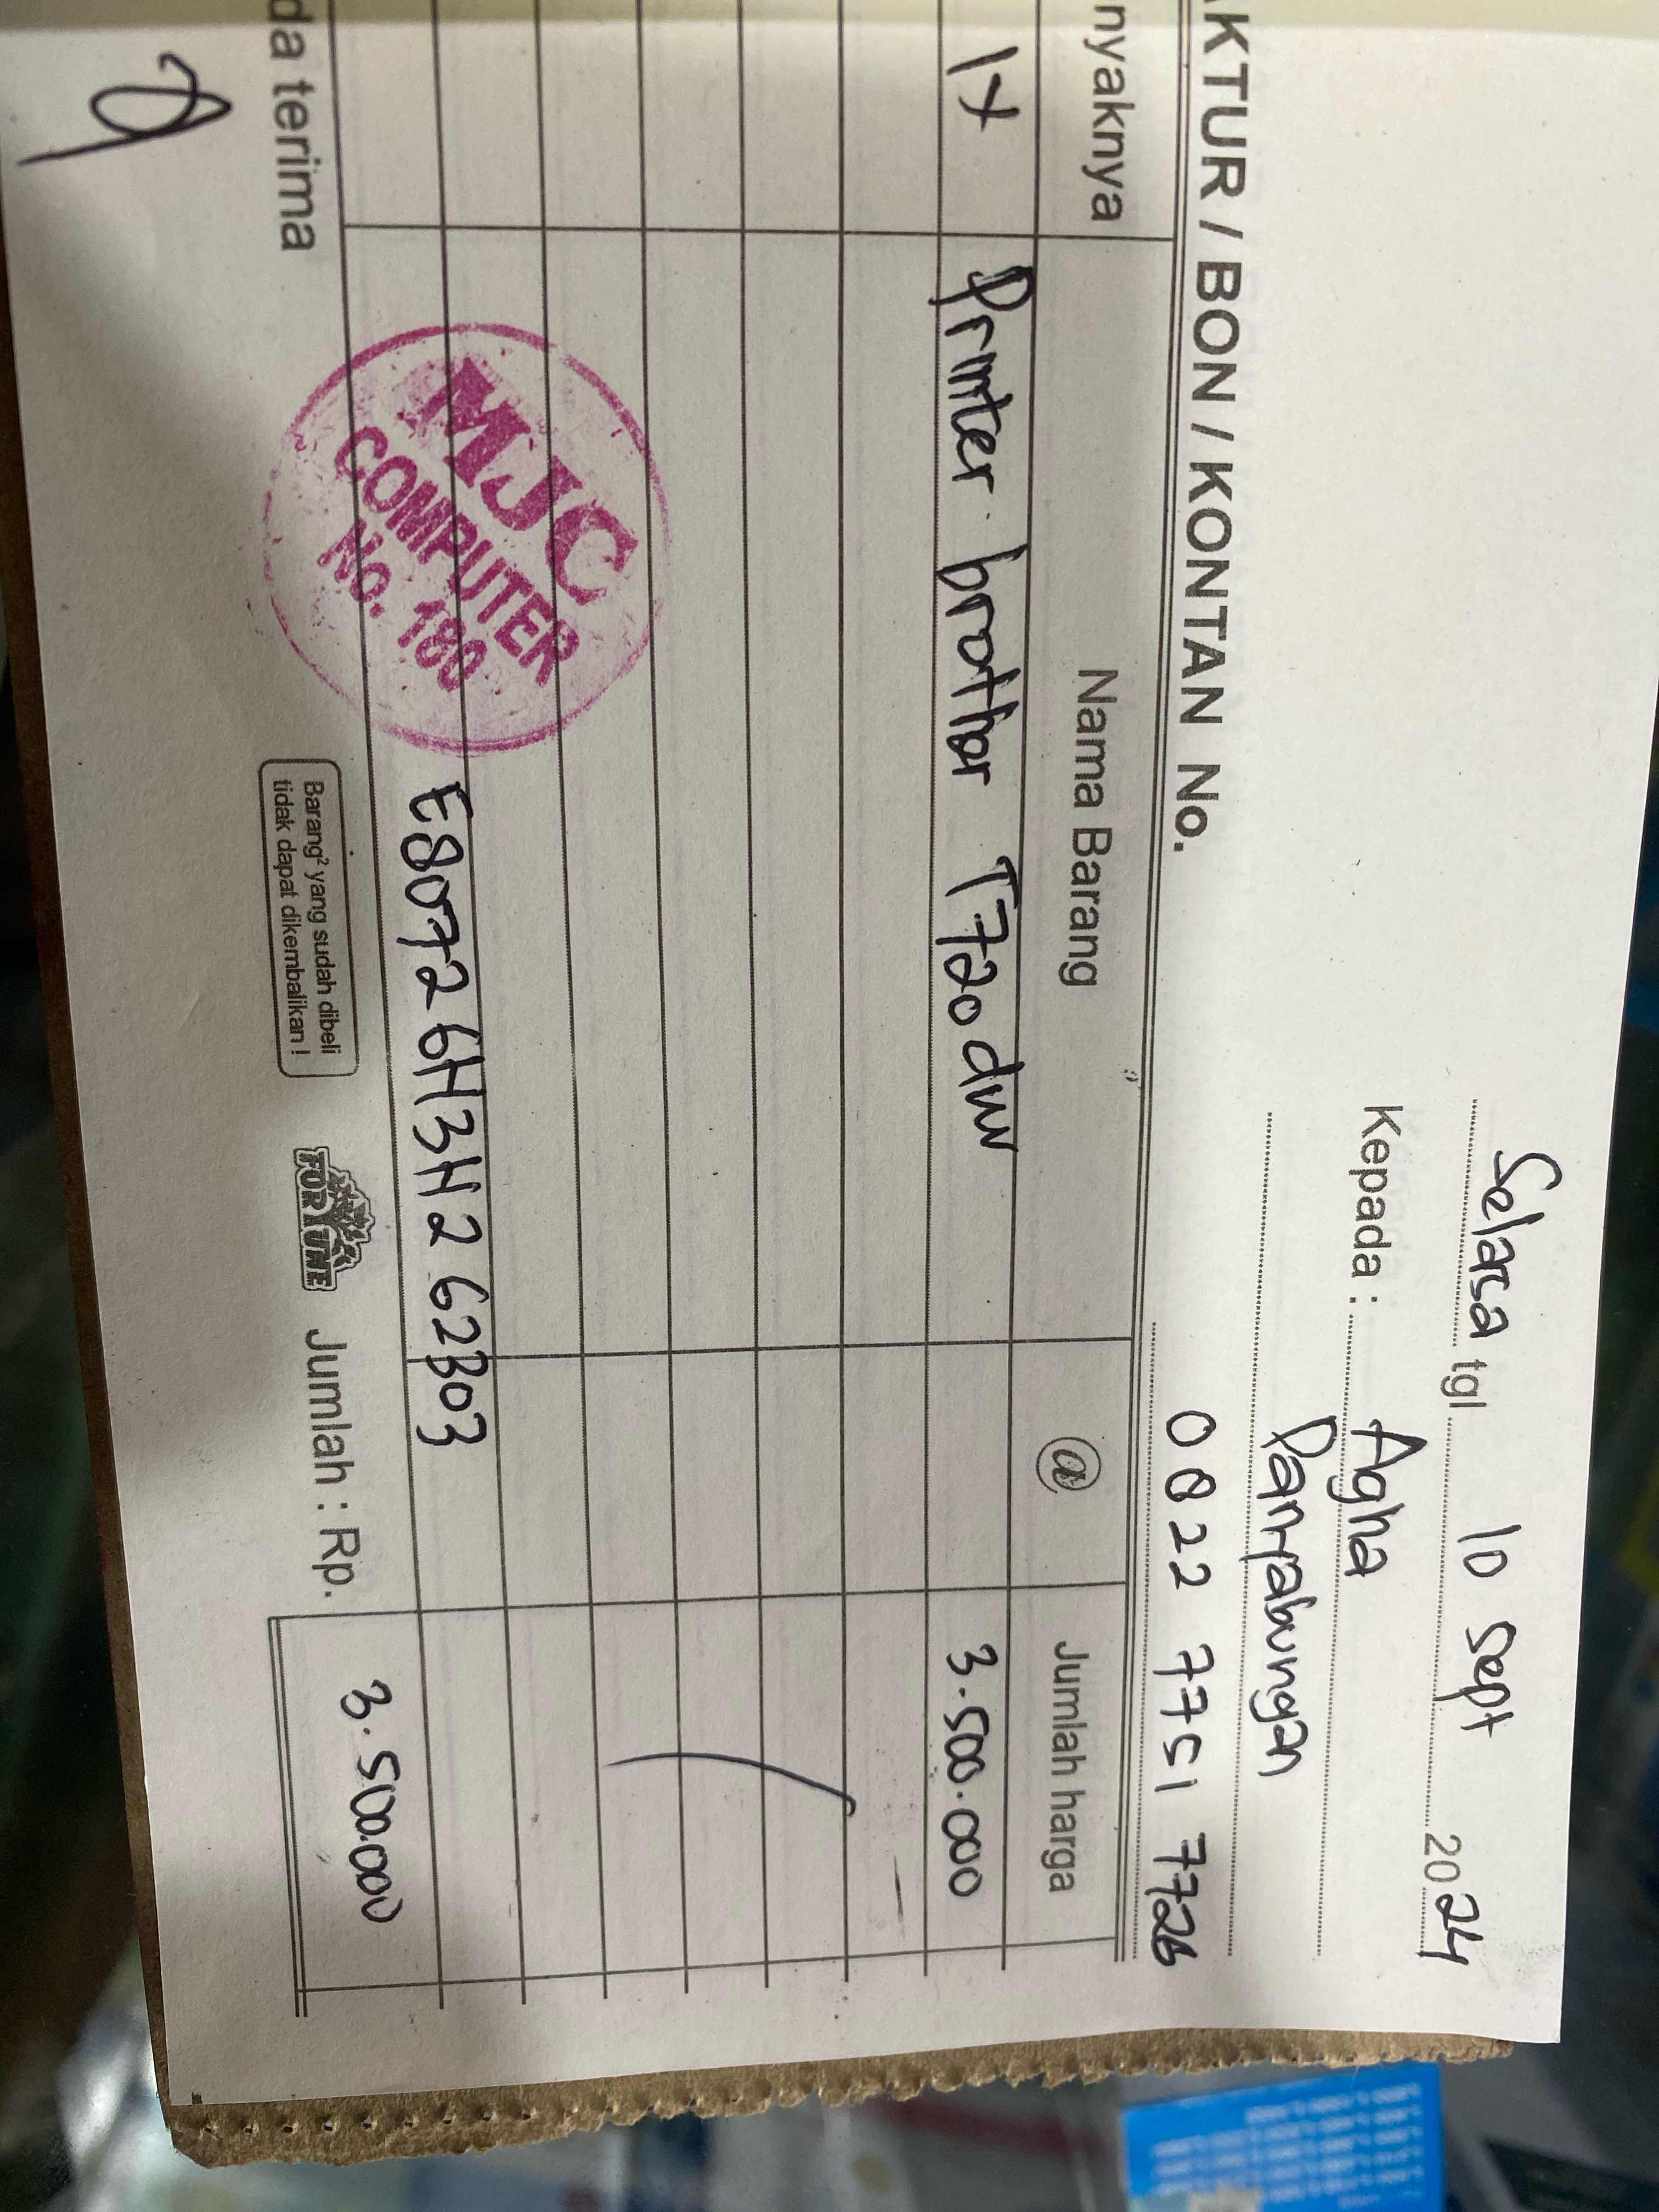 Selasa tgl 10 Sept 2024
Kepada : Agha
Panyabungan
KTUR / BON / KONTAN No.
0822 7751 7726
nyaknya Nama Barang @ Jumlah harga
1x Printer brother T720dw 3.500.000
MJC
COMPUTER
No. 180
E80726H3N262303
da terima
Barang² yang sudah dibeli
tidak dapat dikembalikan !
FORTUNE
Jumlah : Rp. 3.500.000